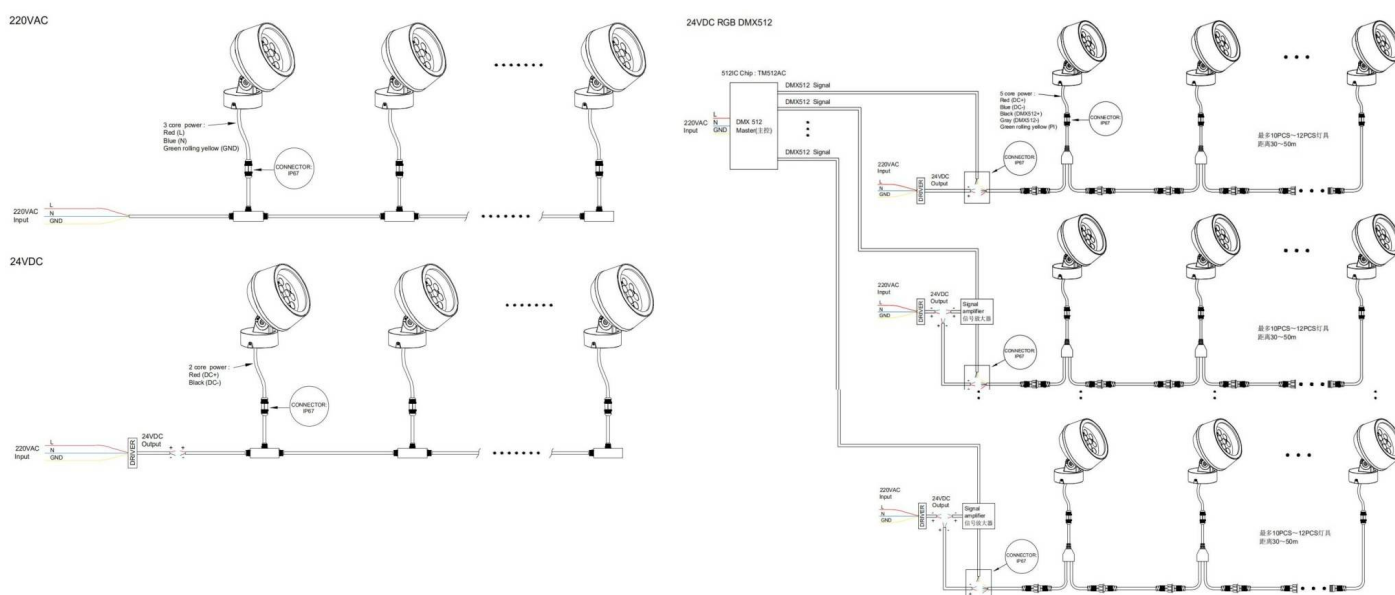 220VAC
3 core power :
Red (L)
Blue (N)
Green rolling yellow (GND)
CONNECTOR:
IP67
L
N
GND
220VAC
Input
24VDC
2 core power :
Red (DC+)
Black (DC-)
CONNECTOR:
IP67
L
N
GND
220VAC
Input
DRIVER
24VDC
Output
+ +
- -
24VDC RGB DMX512
512IC Chip : TM512AC
L
N
GND
220VAC
Input
DMX 512
Master(主控)
DMX512 Signal
DMX512 Signal
DMX512 Signal
5 core power :
Red (DC+)
Blue (DC-)
Black (DMX512+)
Gray (DMX512-)
Green rolling yellow (PI)
CONNECTOR:
IP67
最多10PCS～12PCS灯具
距离30～50m
CONNECTOR:
IP67
220VAC
Input
L
N
GND
DRIVER
24VDC
Output
220VAC
Input
L
N
GND
DRIVER
24VDC
Output
Signal
amplifier
信号放大器
CONNECTOR:
IP67
最多10PCS～12PCS灯具
距离30～50m
220VAC
Input
L
N
GND
DRIVER
24VDC
Output
Signal
amplifier
信号放大器
CONNECTOR:
IP67
最多10PCS～12PCS灯具
距离30～50m